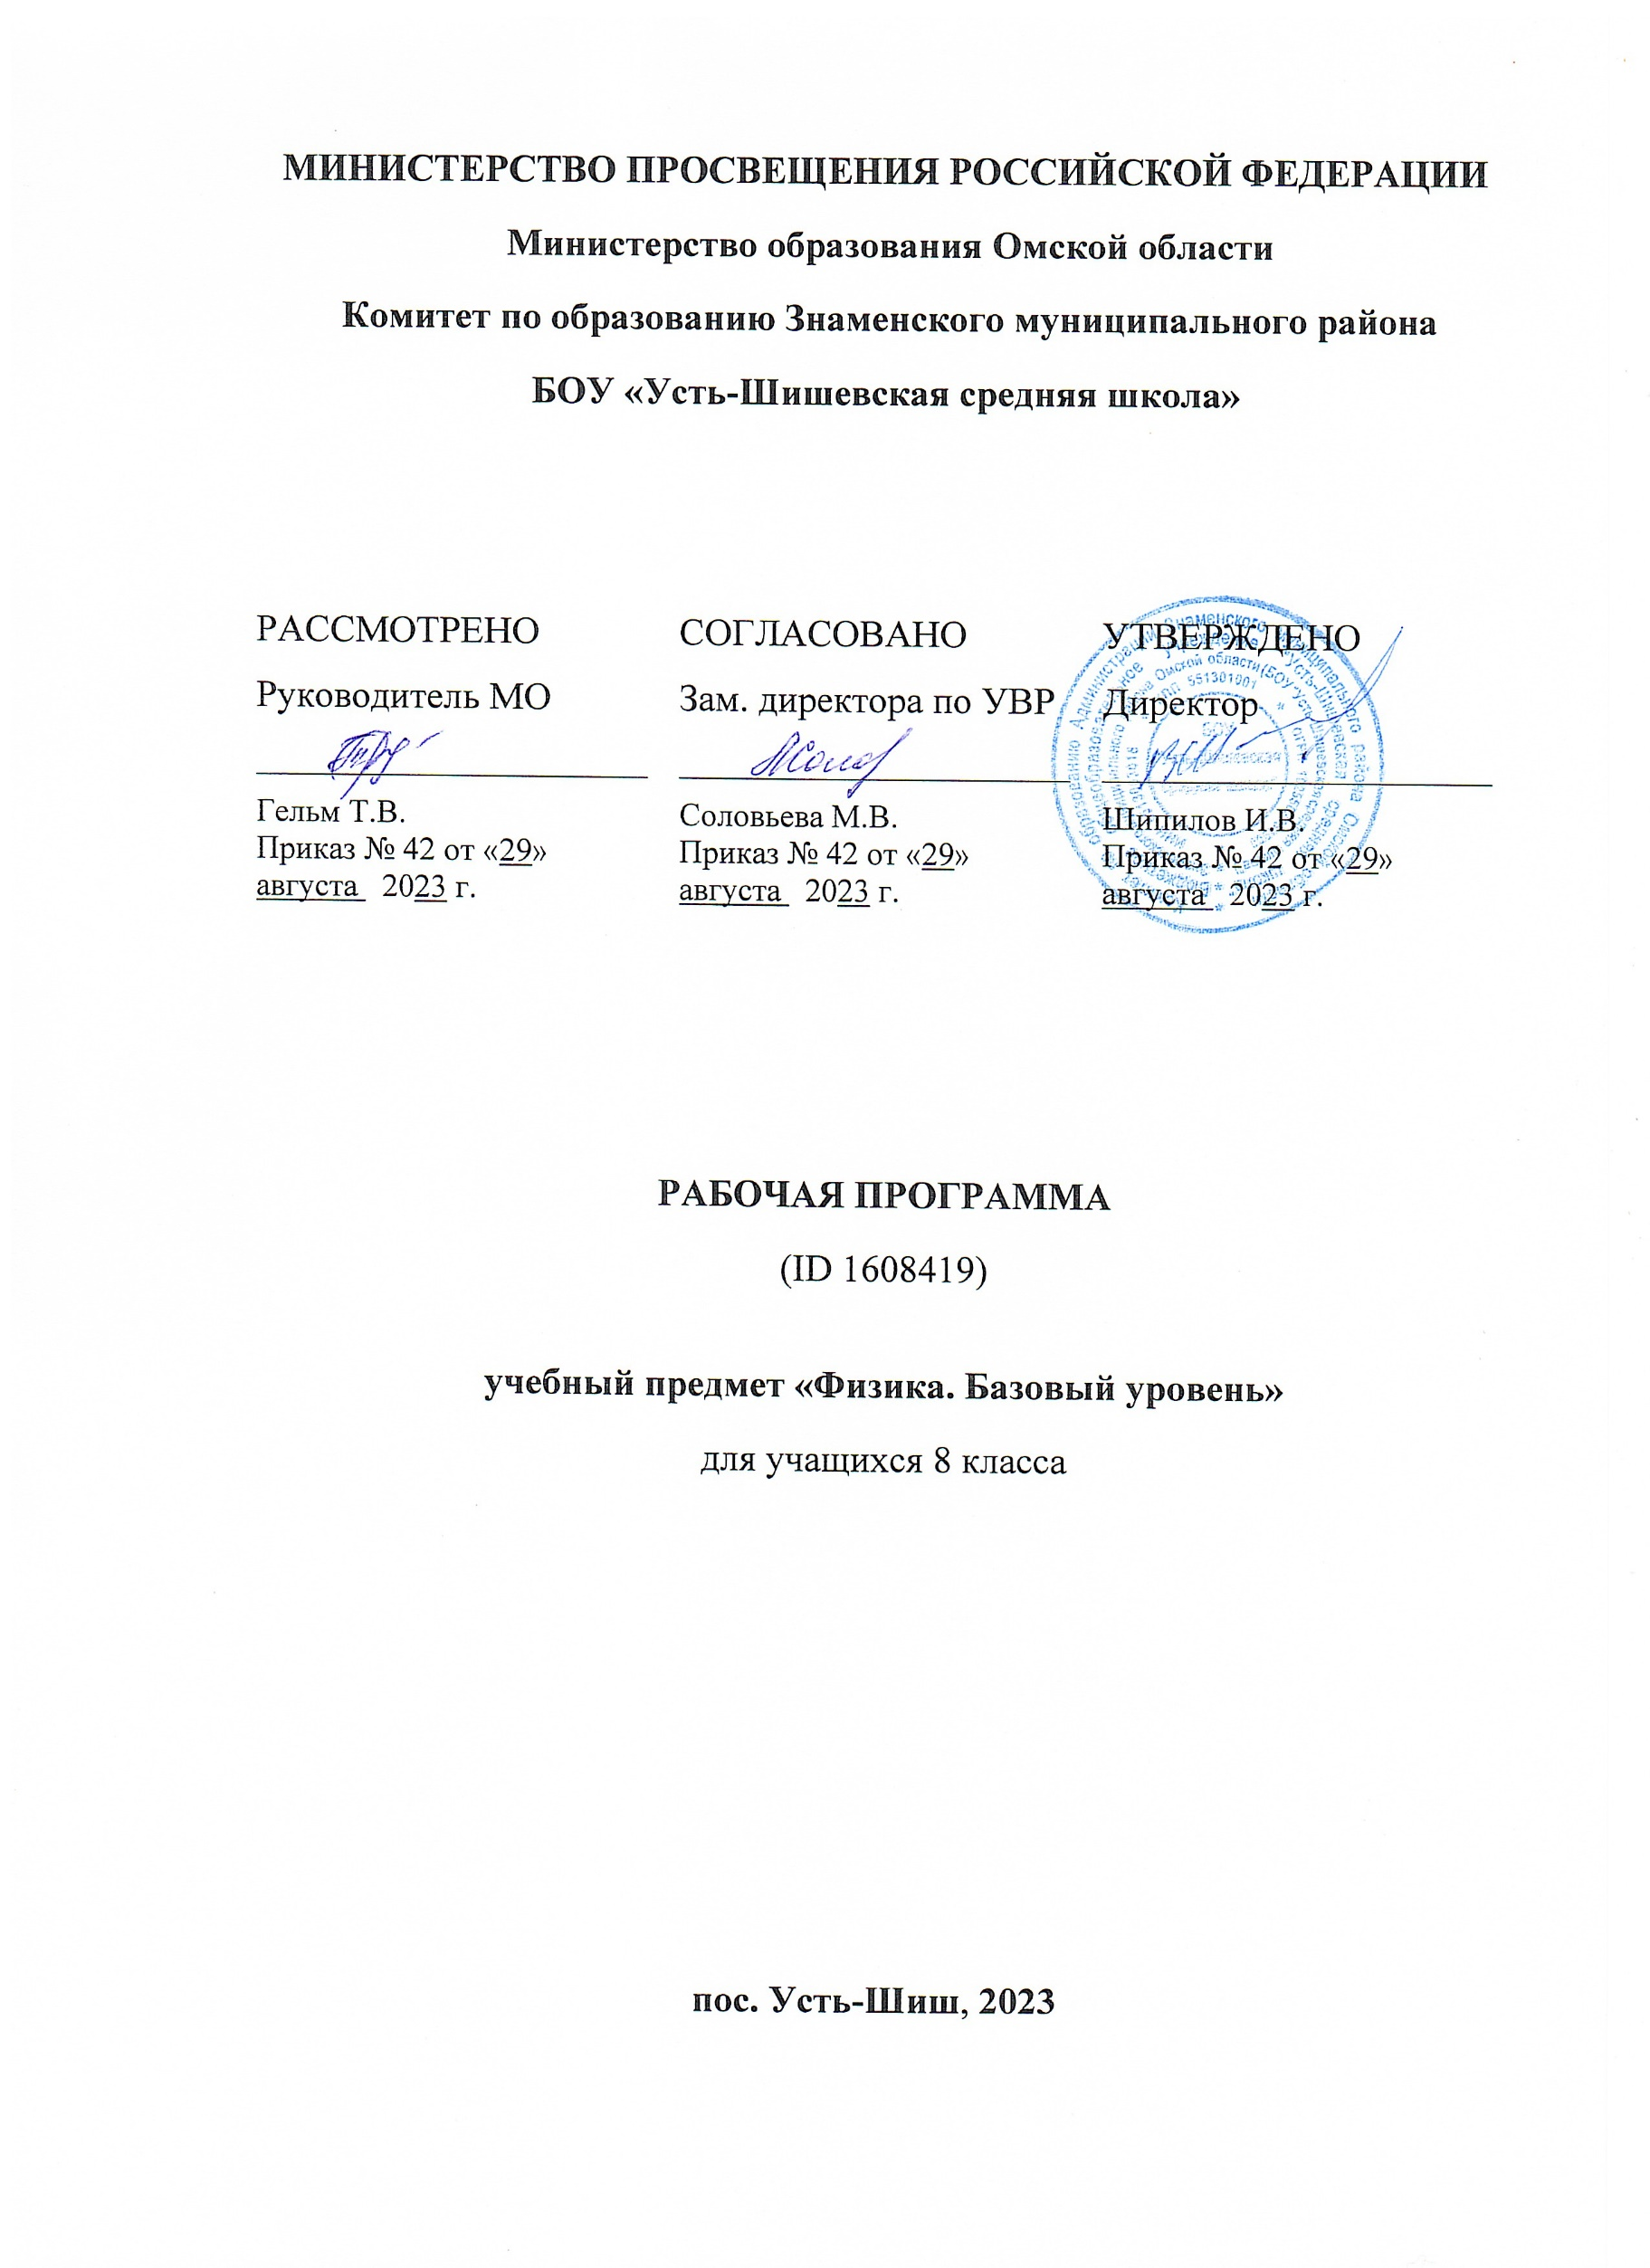 МИНИСТЕРСТВО ПРОСВЕЩЕНИЯ РОССИЙСКОЙ ФЕДЕРАЦИИ
Министерство образования Омской области
Комитет по образованию Знаменского муниципального района
БОУ «Усть-Шишевская средняя школа»
РАССМОТРЕНО
Руководитель МО
Гельм Т.В.
Приказ № 42 от «29»
августа 2023 г.
СОГЛАСОВАНО
Зам. директора по УВР
Соловьева М.В.
Приказ № 42 от «29»
августа 2023 г.
УТВЕРЖДЕНО
Директор
Шипилов И.В.
Приказ № 42 от «29»
августа 2023 г.
РАБОЧАЯ ПРОГРАММА
(ID 1608419)
учебный предмет «Физика. Базовый уровень»
для учащихся 8 класса
пос. Усть-Шиш, 2023